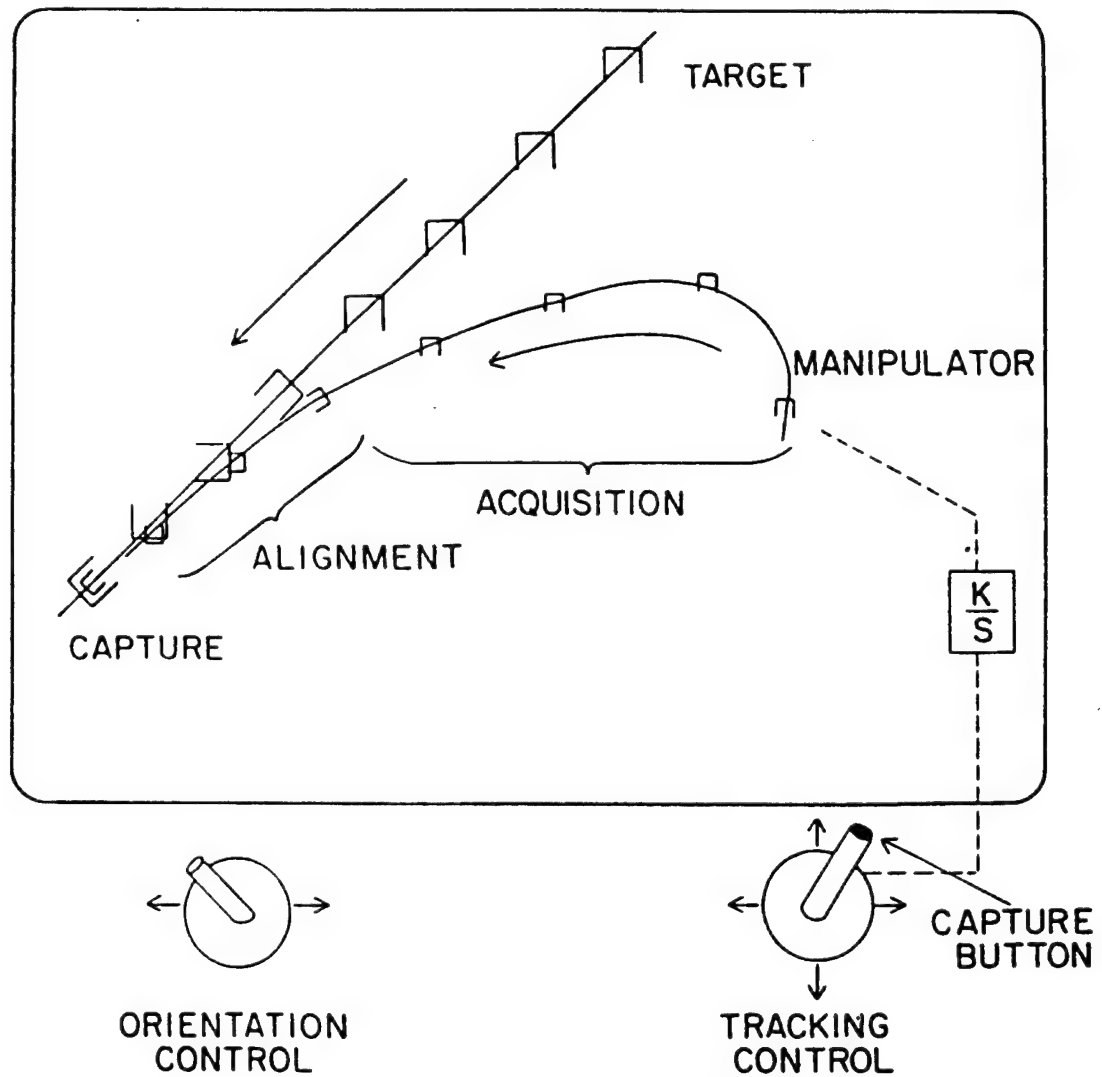 TARGET
MANIPULATOR
ACQUISITION
ALIGNMENT
K
S
CAPTURE
CAPTURE
BUTTON
ORIENTATION
CONTROL
TRACKING
CONTROL